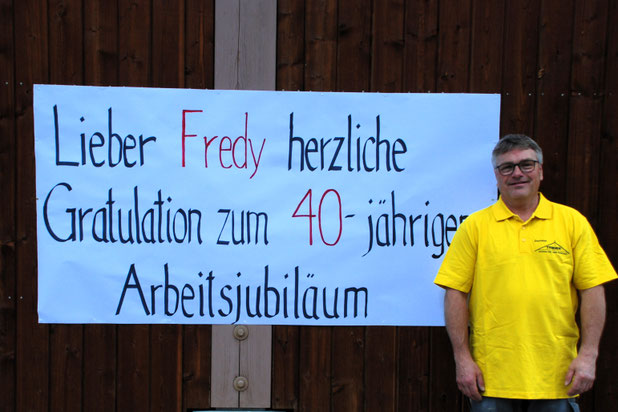 Lieber Fredy herzliche
Gratulation zum 40-jährigen
Arbeitsjubiläum